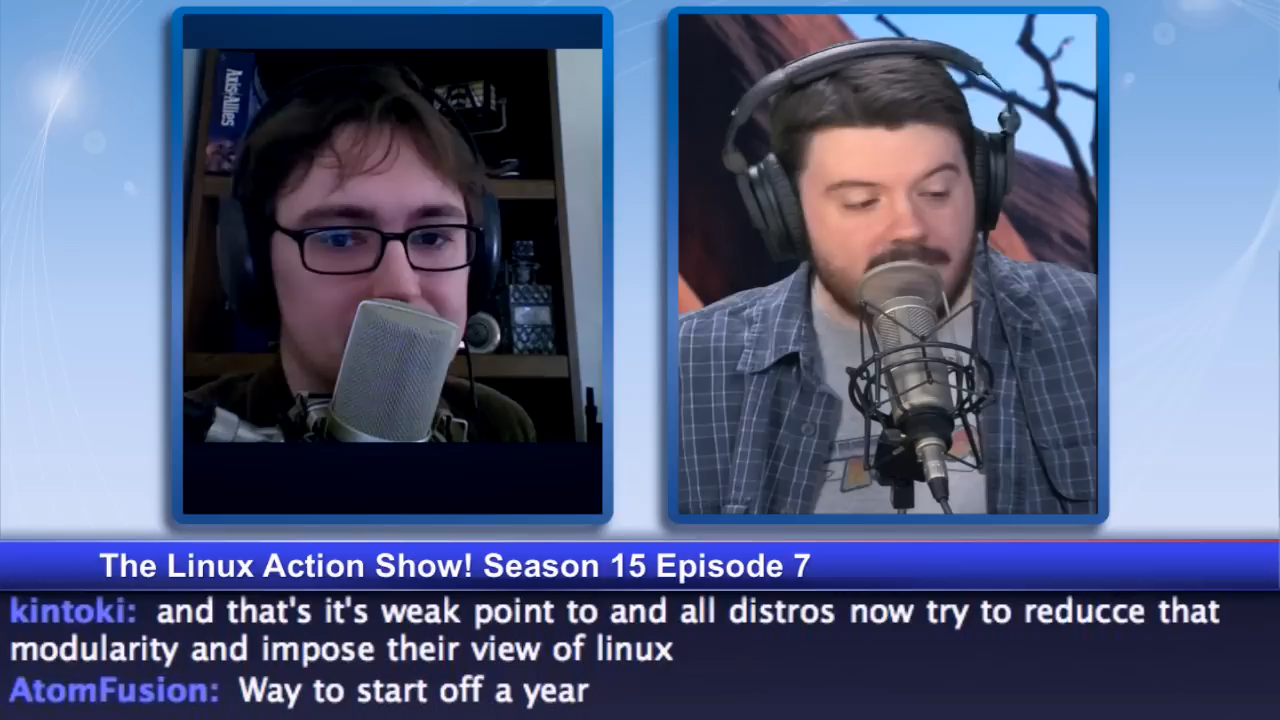 Axis&Allies
The Linux Action Show! Season 15 Episode 7
kintoki: and that's it's weak point to and all distros now try to reducce that
modularity and impose their view of linux
AtomFusion: Way to start off a year